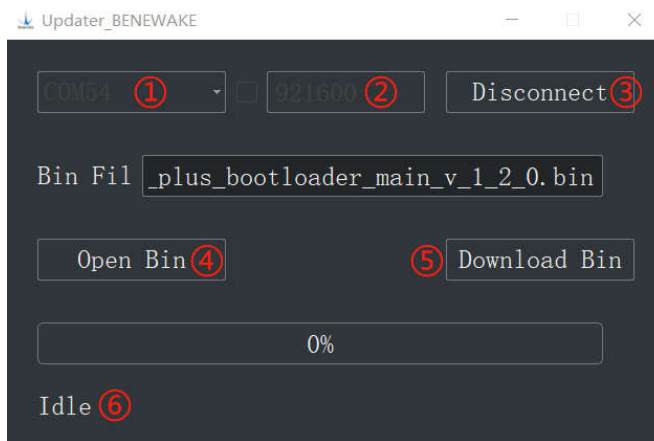 Updater_BENEWAKE
COM54 ① 921600 ② Disconnect ③
Bin Fil _plus_bootloader_main_v_1_2_0.bin
Open Bin ④ ⑤ Download Bin
0%
Idle ⑥